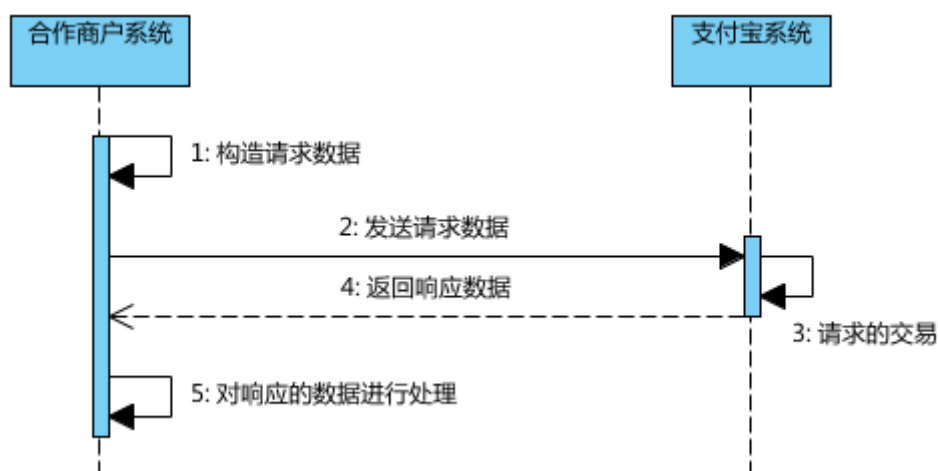 合作商户系统
支付宝系统
1: 构造请求数据
2: 发送请求数据
4: 返回响应数据
3: 请求的交易
5: 对响应的数据进行处理